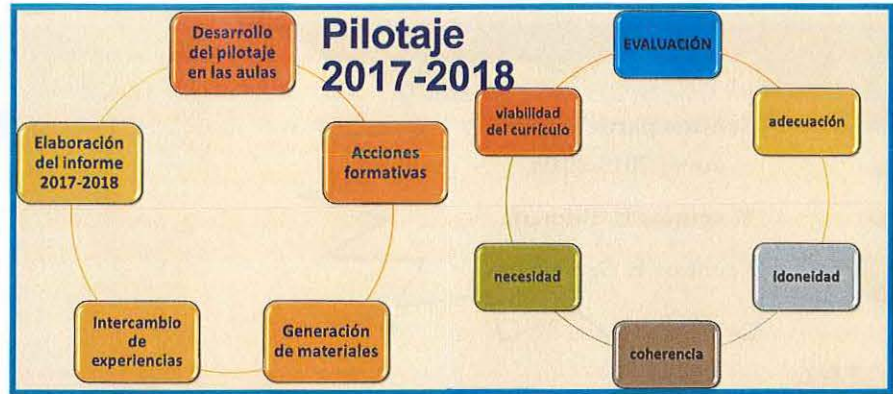 Pilotaje
2017-2018
Desarrollo
del pilotaje
en las aulas
Acciones
formativas
Generación
de materiales
Intercambio
de
experiencias
Elaboración
del informe
2017-2018
EVALUACIÓN
adecuación
idoneidad
coherencia
necesidad
viabilidad
del currículo